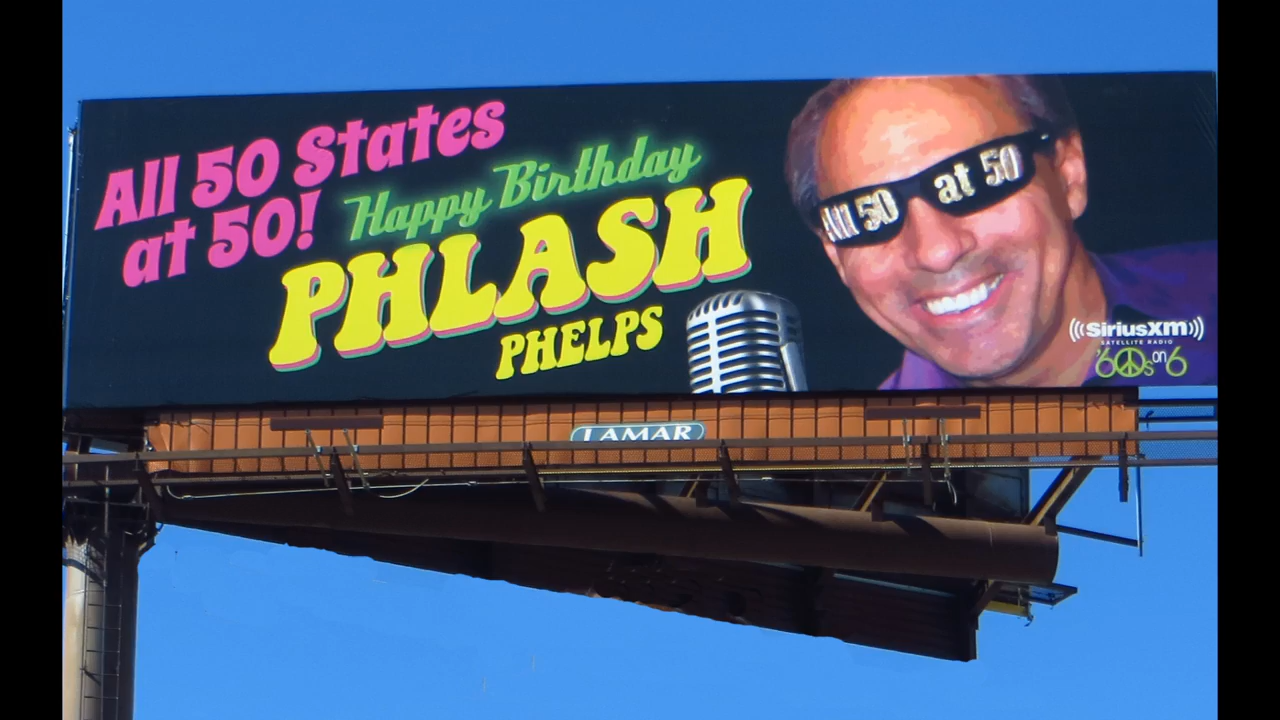 All 50 States
at 50!
Happy Birthday
PHLASH
PHELPS
All 50 at 50
((SiriusXM))
SATELLITE RADIO
'60s on 6
LAMAR